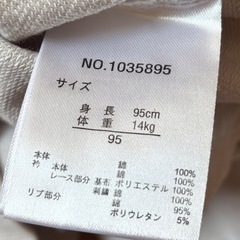 NO.1035895
サイズ
身長 95cm
体重 14kg
95
本体 綿 100%
衿 レース部分 基布 ポリエステル 100%
刺繍 綿 100%
リブ部分 綿 95%
ポリウレタン 5%